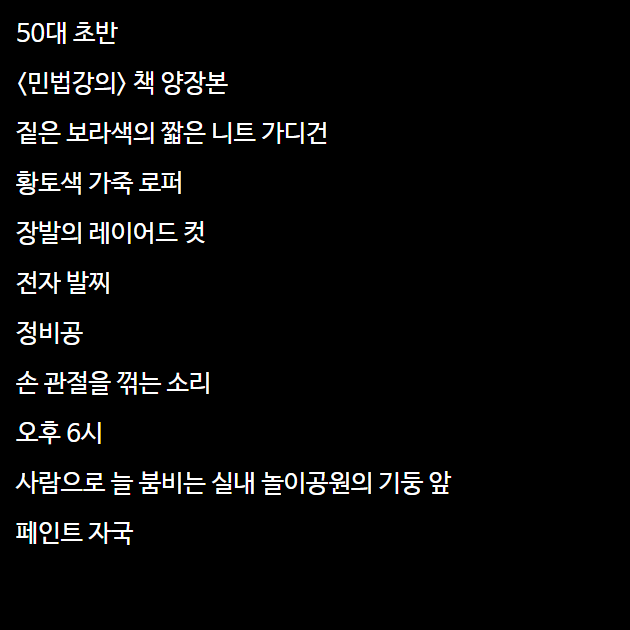 50대 초반
〈민법강의〉 책 양장본
짙은 보라색의 짧은 니트 가디건
황토색 가죽 로퍼
장발의 레이어드 컷
전자 발찌
정비공
손 관절을 꺾는 소리
오후 6시
사람으로 늘 붐비는 실내 놀이공원의 기둥 앞
페인트 자국